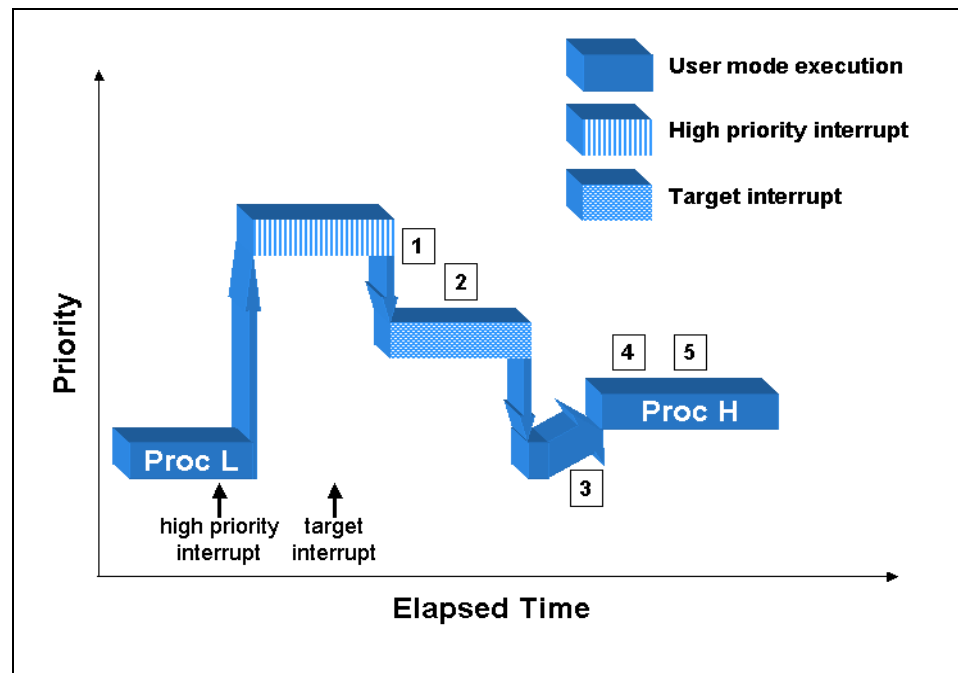 User mode execution
High priority interrupt
Target interrupt
1
2
4
5
Proc H
Proc L
3
high priority
interrupt
target
interrupt
Priority
Elapsed Time